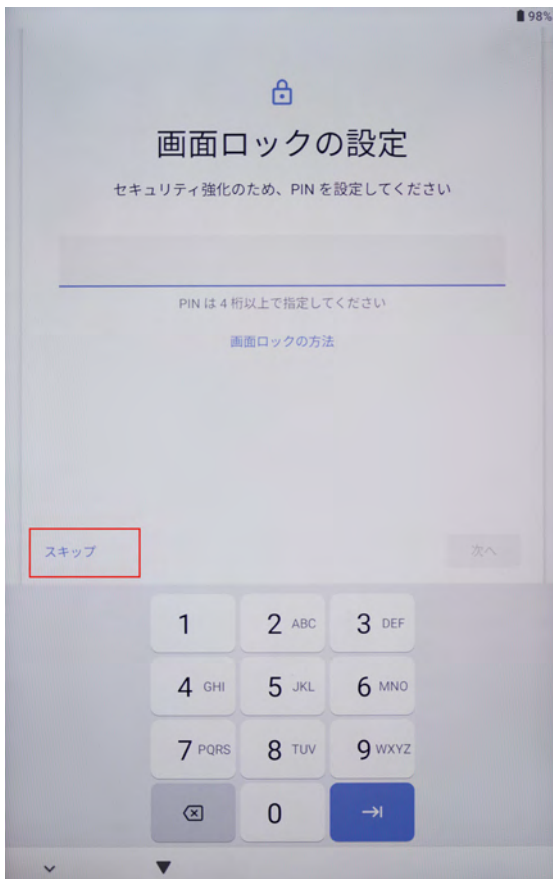 98%
画面ロックの設定
セキュリティ強化のため、PIN を設定してください
PIN は 4 桁以上で指定してください
画面ロックの方法
スキップ
次へ
1
2 ABC
3 DEF
4 GHI
5 JKL
6 MNO
7 PQRS
8 TUV
9 WXYZ
0